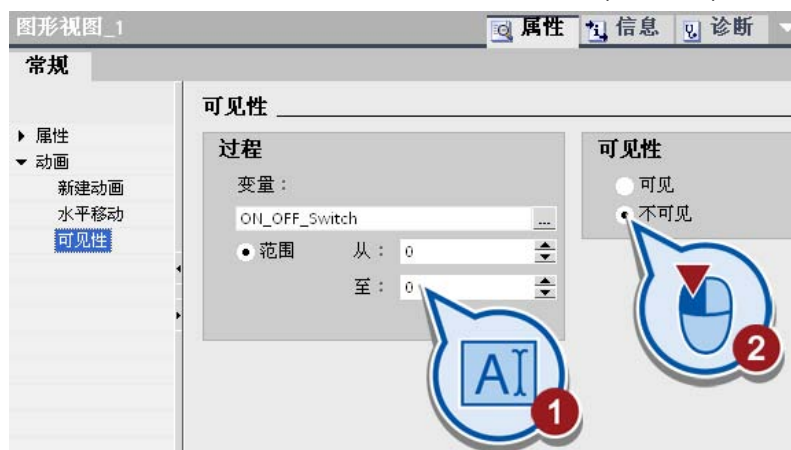 图形视图_1
属性 信息 诊断
常规
属性
动画
新建动画
水平移动
可见性
可见性
过程
变量：
ON_OFF_Switch ...
范围 从： 0
至： 0
可见性
可见
不可见
AI
1
2